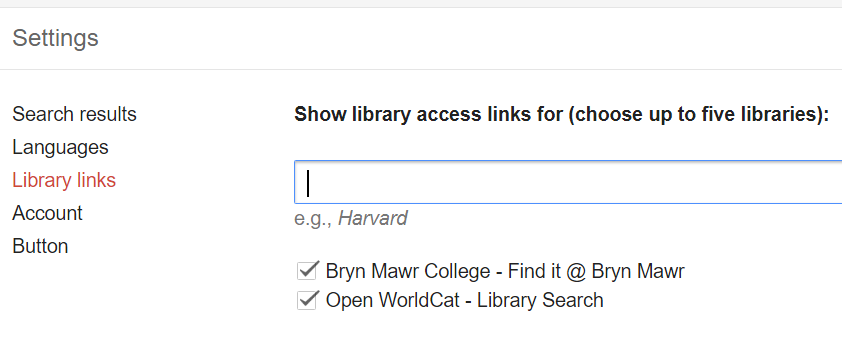 Settings
Search results
Languages
Library links
Account
Button
Show library access links for (choose up to five libraries):
e.g., Harvard
Bryn Mawr College - Find it @ Bryn Mawr
Open WorldCat - Library Search